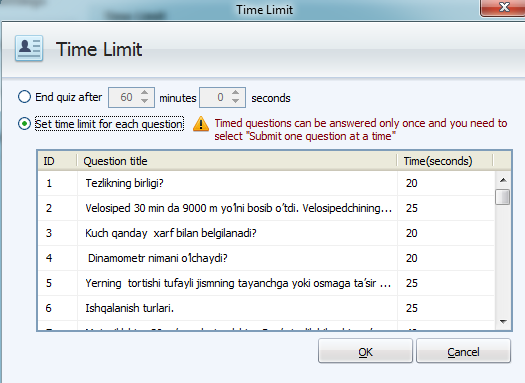 Time Limit
Time Limit
End quiz after 60 minutes 0 seconds
Set time limit for each question
Timed questions can be answered only once and you need to
select "Submit one question at a time"
ID Question title Time(seconds)
1 Tezlikning birligi? 20
2 Velosiped 30 min da 9000 m yo'lni bosib o'tdi. Velosipedchining... 25
3 Kuch qanday xarf bilan belgilanadi? 20
4 Dinamometr nimani o'lchaydi? 20
5 Yerning tortishi tufayli jismning tayanchga yoki osmaga ta'sir ... 25
6 Ishqalanish turlari. 25
OK Cancel